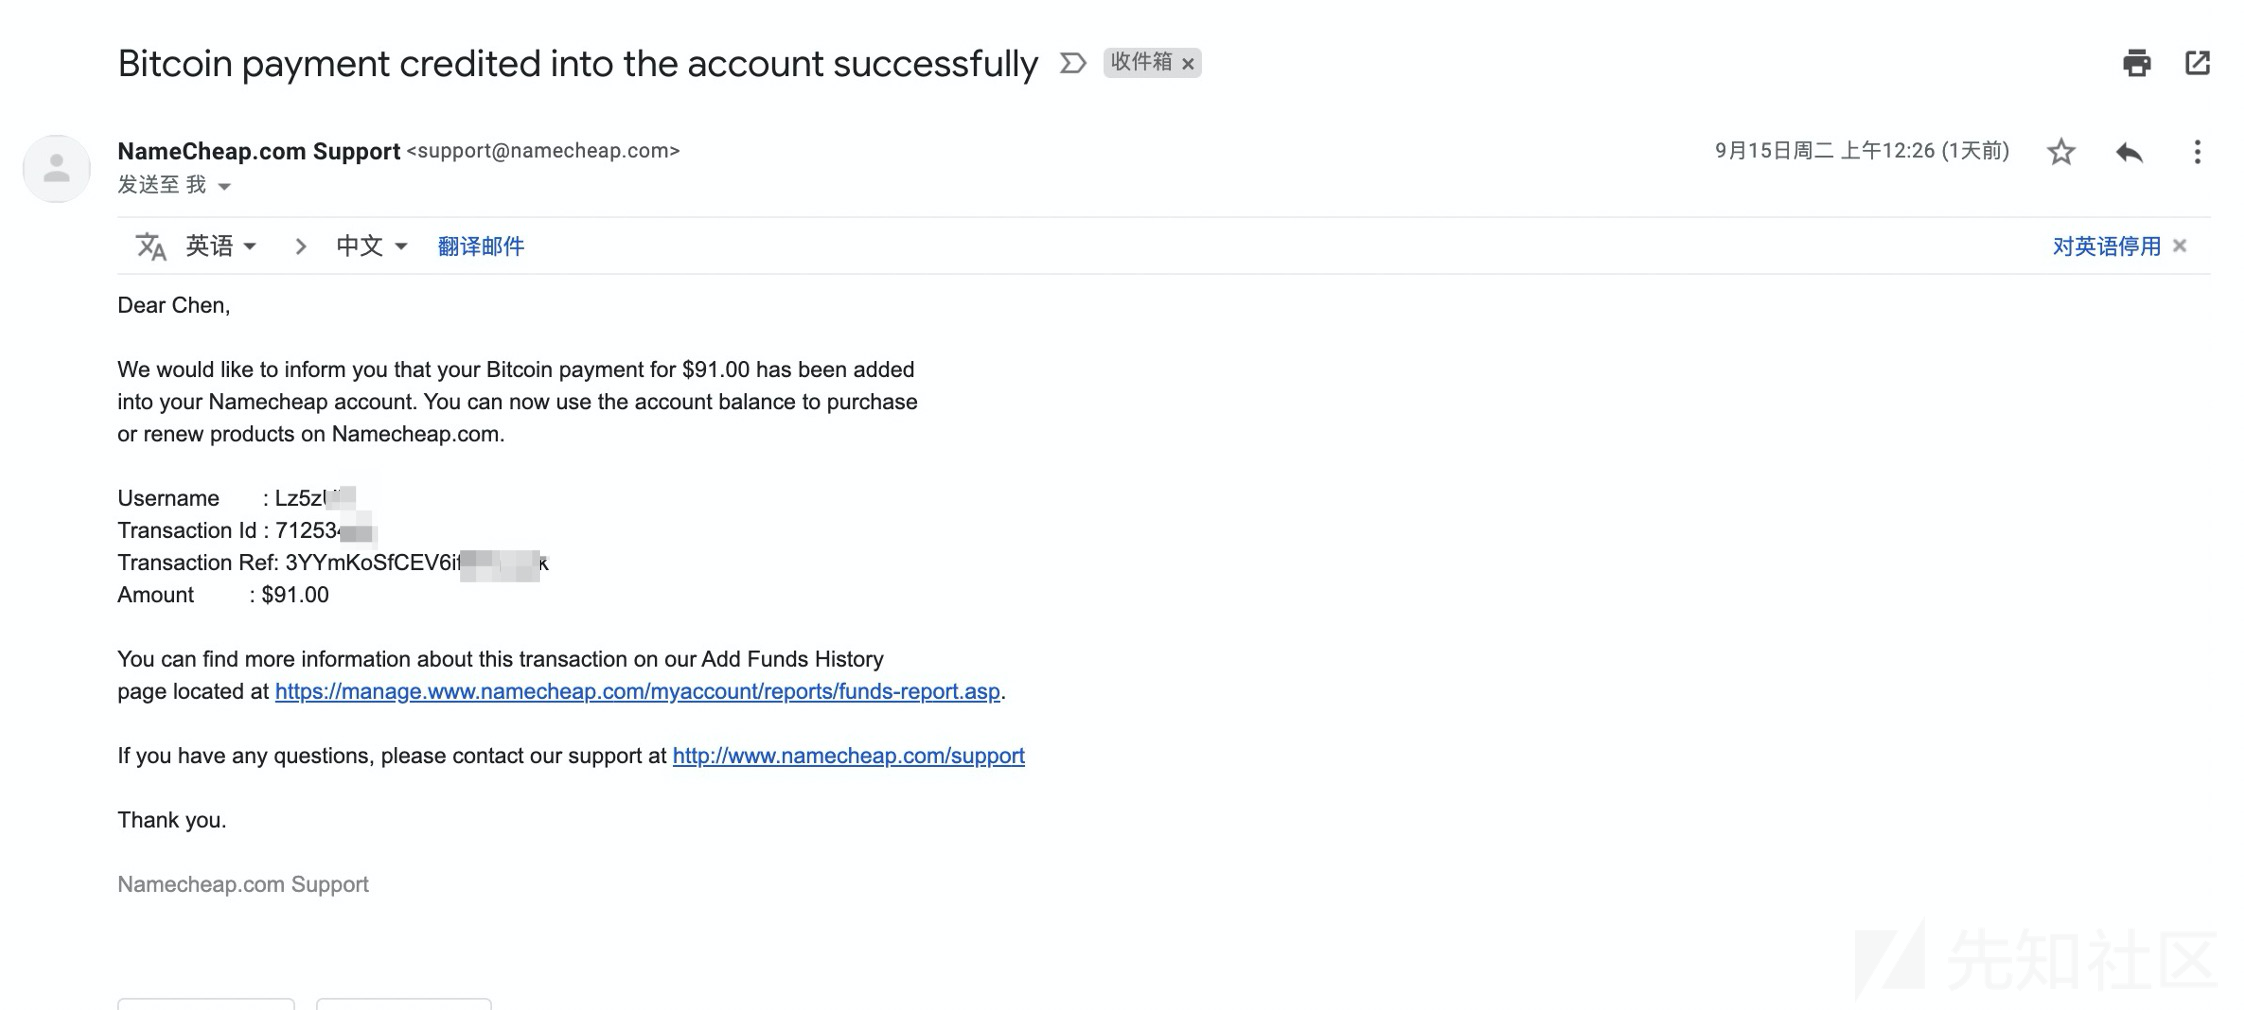 Bitcoin payment credited into the account successfully 收件箱 ×
NameCheap.com Support <support@namecheap.com> 9月15日周二 上午12:26 (1天前)
发送至 我
英语 > 中文 翻译邮件 对英语停用 ×
Dear Chen,
We would like to inform you that your Bitcoin payment for $91.00 has been added
into your Namecheap account. You can now use the account balance to purchase
or renew products on Namecheap.com.
Username : Lz5z
Transaction Id : 71253
Transaction Ref: 3YYmKoSfCEV6i
Amount : $91.00
You can find more information about this transaction on our Add Funds History
page located at https://manage.www.namecheap.com/myaccount/reports/funds-report.asp.
If you have any questions, please contact our support at http://www.namecheap.com/support
Thank you.
Namecheap.com Support
先知社区